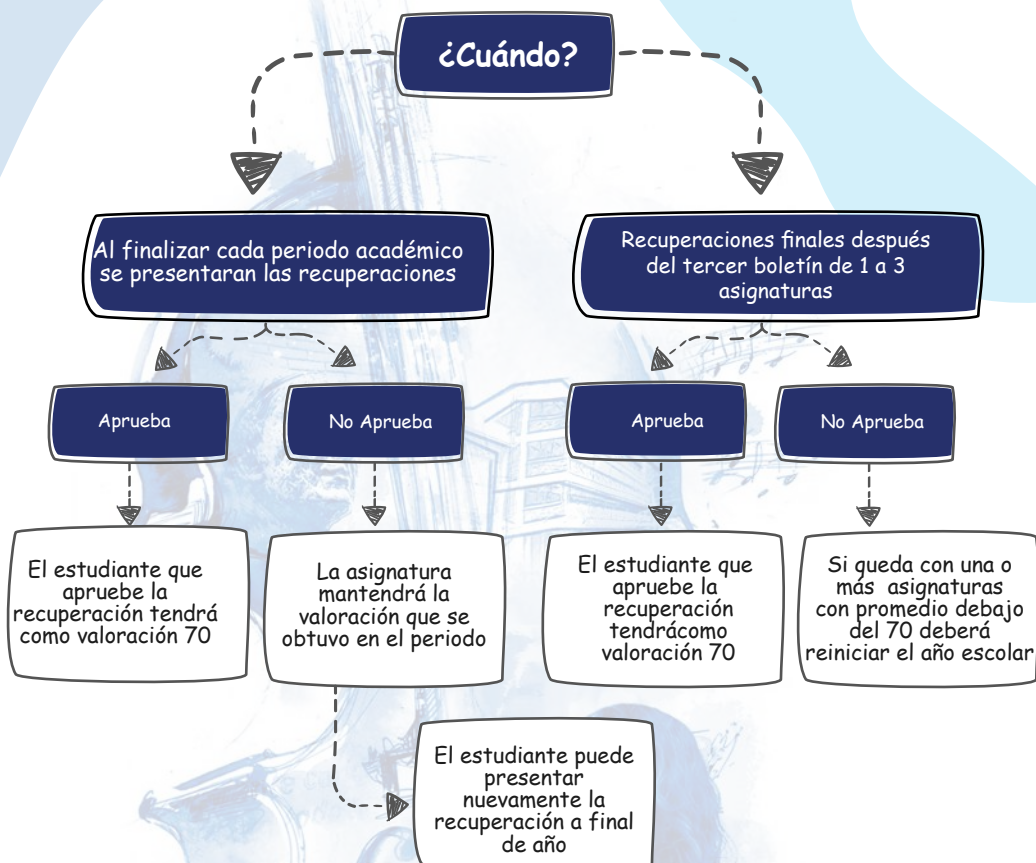 ¿Cuándo?
Al finalizar cada periodo académico
se presentaran las recuperaciones
Recuperaciones finales después
del tercer boletín de 1 a 3
asignaturas
Aprueba
No Aprueba
Aprueba
No Aprueba
El estudiante que
apruebe la
recuperación tendrá
como valoración 70
La asignatura
mantendrá la
valoración que se
obtuvo en el periodo
El estudiante que
apruebe la
recuperación
tendrácomo
valoración 70
Si queda con una o
más asignaturas
con promedio debajo
del 70 deberá
reiniciar el año escolar
El estudiante puede
presentar
nuevamente la
recuperación a final
de año